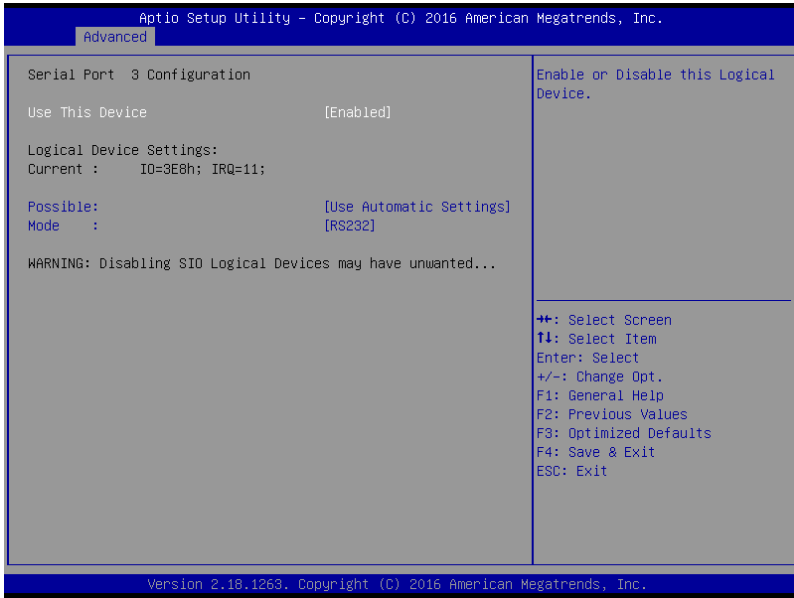 Aptio Setup Utility – Copyright (C) 2016 American Megatrends, Inc.
Advanced
Serial Port  3 Configuration
Use This Device [Enabled]
Logical Device Settings:
Current :     IO=3E8h; IRQ=11;
Possible: [Use Automatic Settings]
Mode    : [RS232]
WARNING: Disabling SIO Logical Devices may have unwanted...
Enable or Disable this Logical
Device.
→←: Select Screen
↑↓: Select Item
Enter: Select
+/-: Change Opt.
F1: General Help
F2: Previous Values
F3: Optimized Defaults
F4: Save & Exit
ESC: Exit
Version 2.18.1263. Copyright (C) 2016 American Megatrends, Inc.